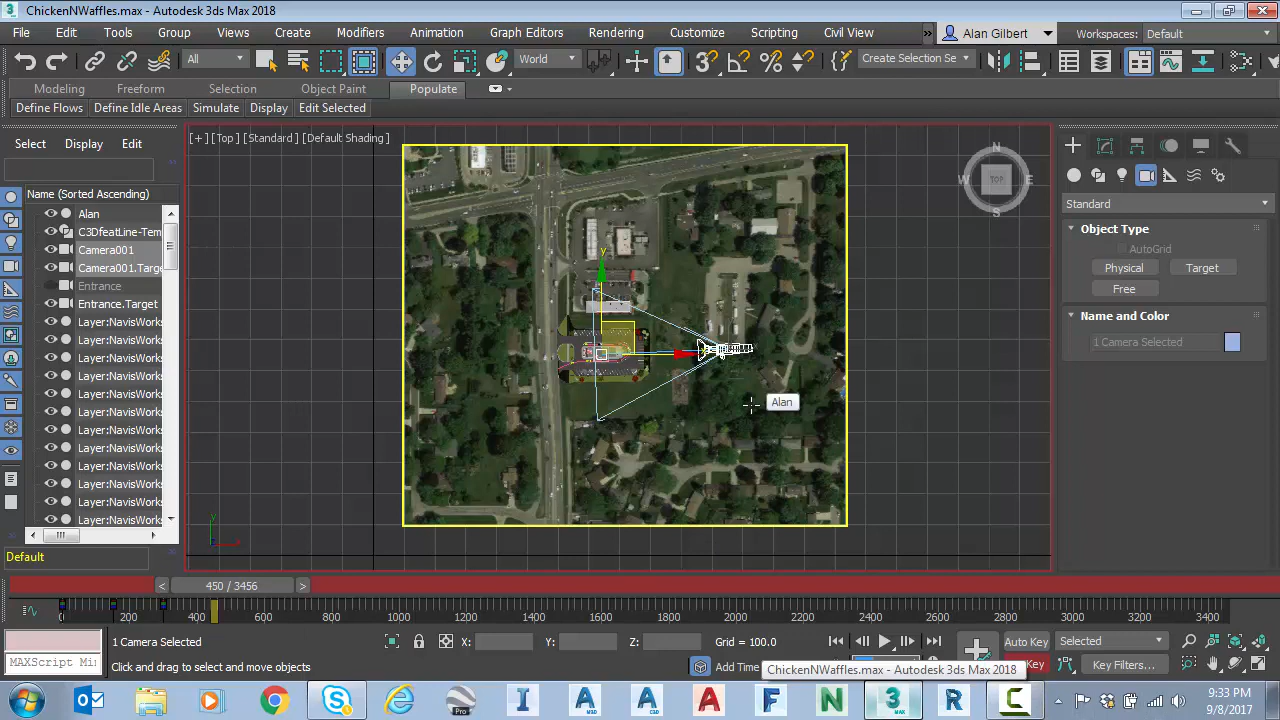 ChickenNWaffles.max - Autodesk 3ds Max 2018
File Edit Tools Group Views Create Modifiers Animation Graph Editors Rendering Customize Scripting Civil View » Alan Gilbert Workspaces: Default
All World Create Selection Se
Modeling Freeform Selection Object Paint Populate
Define Flows Define Idle Areas Simulate Display Edit Selected
Select Display Edit
[+] [Top] [Standard] [Default Shading]
N
W TOP E
S
Name (Sorted Ascending)
Alan
C3DfeatLine-Tem
Camera001
Camera001.Targe
Entrance
Entrance.Target
Layer:NavisWork
Layer:NavisWork
Layer:NavisWork
Layer:NavisWork
Layer:NavisWork
Layer:NavisWork
Layer:NavisWork
Layer:NavisWork
Layer:NavisWork
Layer:NavisWork
Layer:NavisWork
Layer:NavisWork
Default
y
Alan
y
Standard
Object Type
AutoGrid
Physical Target
Free
Name and Color
1 Camera Selected
< 450 / 3456 >
0 200 400 600 800 1000 1200 1400 1600 1800 2000 2200 2400 2600 2800 3000 3200 3400
1 Camera Selected X: Y: Z: Grid = 100.0 Auto Key Selected
MAXScript Mi Click and drag to select and move objects Add Time Key Key Filters...
ChickenNWaffles.max - Autodesk 3ds Max 2018
9:33 PM
9/8/2017